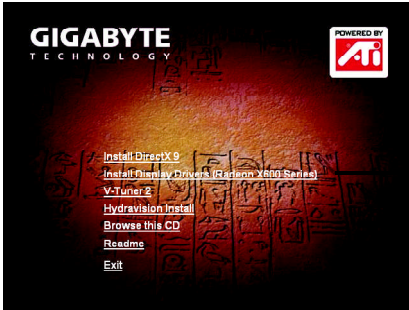 GIGABYTE
TECHNOLOGY
POWERED BY
ATI
Install DirectX 9
Install Display Drivers (Radeon X600 Series)
V-Tuner 2
Hydravision Install
Browse this CD
Readme
Exit